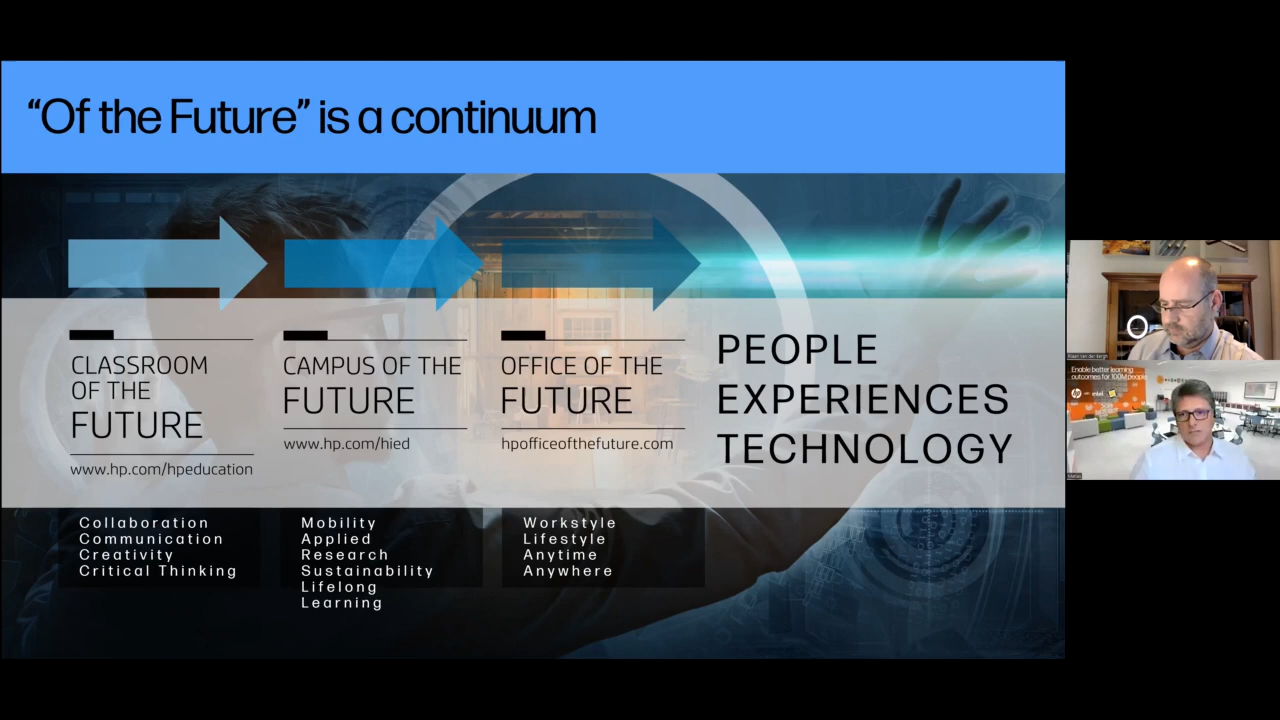 “Of the Future” is a continuum
CLASSROOM
OF THE
FUTURE
www.hp.com/hpeducation
CAMPUS OF THE
FUTURE
www.hp.com/hied
OFFICE OF THE
FUTURE
hpofficeofthefuture.com
PEOPLE
EXPERIENCES
TECHNOLOGY
Collaboration
Communication
Creativity
Critical Thinking
Mobility
Applied
Research
Sustainability
Lifelong
Learning
Workstyle
Lifestyle
Anytime
Anywhere
Enable better learning
outcomes for 100M people
hp
intel